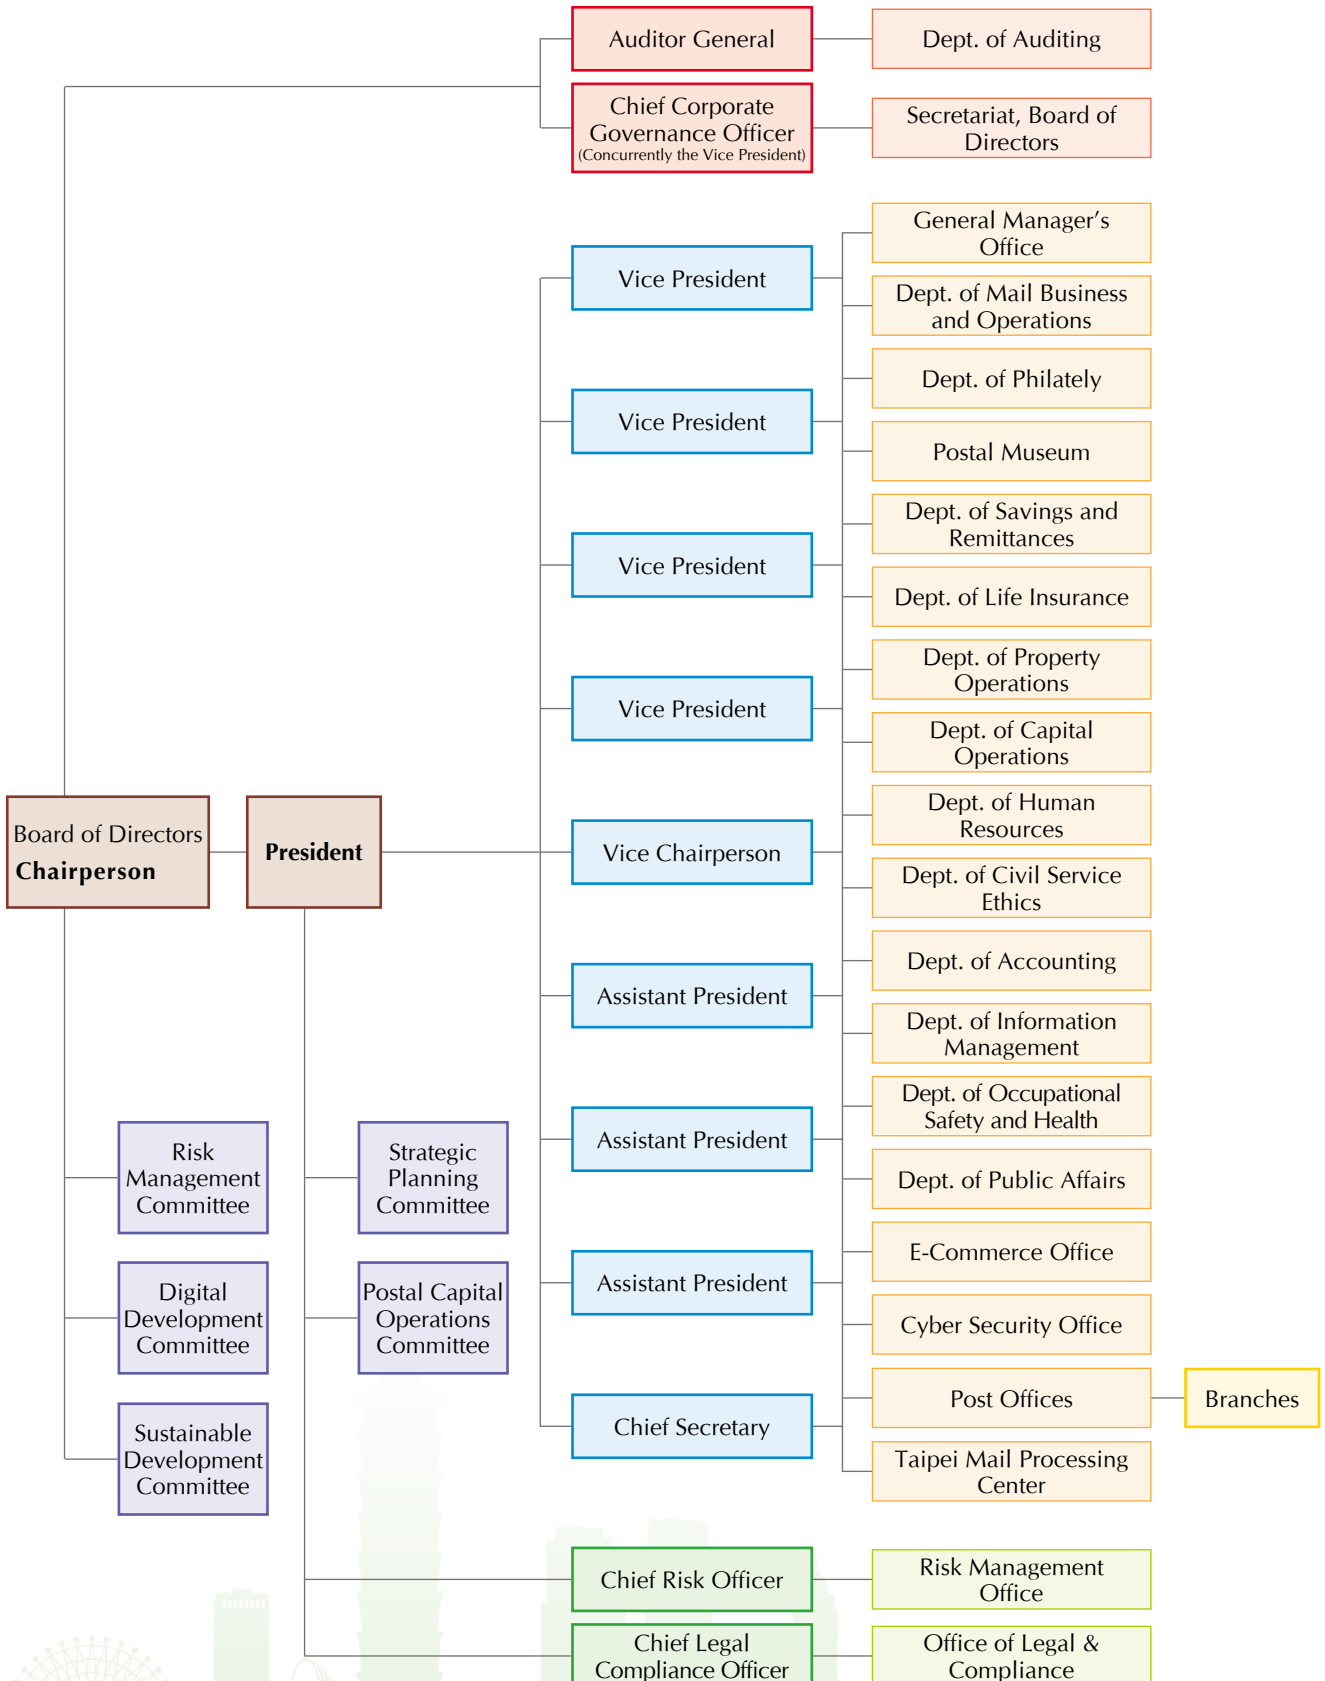 Auditor General
Dept. of Auditing
Chief Corporate
Governance Officer
(Concurrently the Vice President)
Secretariat, Board of
Directors
General Manager's
Office
Vice President
Dept. of Mail Business
and Operations
Dept. of Philately
Vice President
Postal Museum
Dept. of Savings and
Remittances
Vice President
Dept. of Life Insurance
Dept. of Property
Operations
Vice President
Dept. of Capital
Operations
Board of Directors
Chairperson
President
Vice Chairperson
Dept. of Human
Resources
Dept. of Civil Service
Ethics
Dept. of Accounting
Assistant President
Dept. of Information
Management
Dept. of Occupational
Safety and Health
Assistant President
Risk
Management
Committee
Strategic
Planning
Committee
Dept. of Public Affairs
E-Commerce Office
Digital
Development
Committee
Postal Capital
Operations
Committee
Assistant President
Cyber Security Office
Post Offices
Branches
Chief Secretary
Sustainable
Development
Committee
Taipei Mail Processing
Center
Chief Risk Officer
Risk Management
Office
Chief Legal
Compliance Officer
Office of Legal &
Compliance